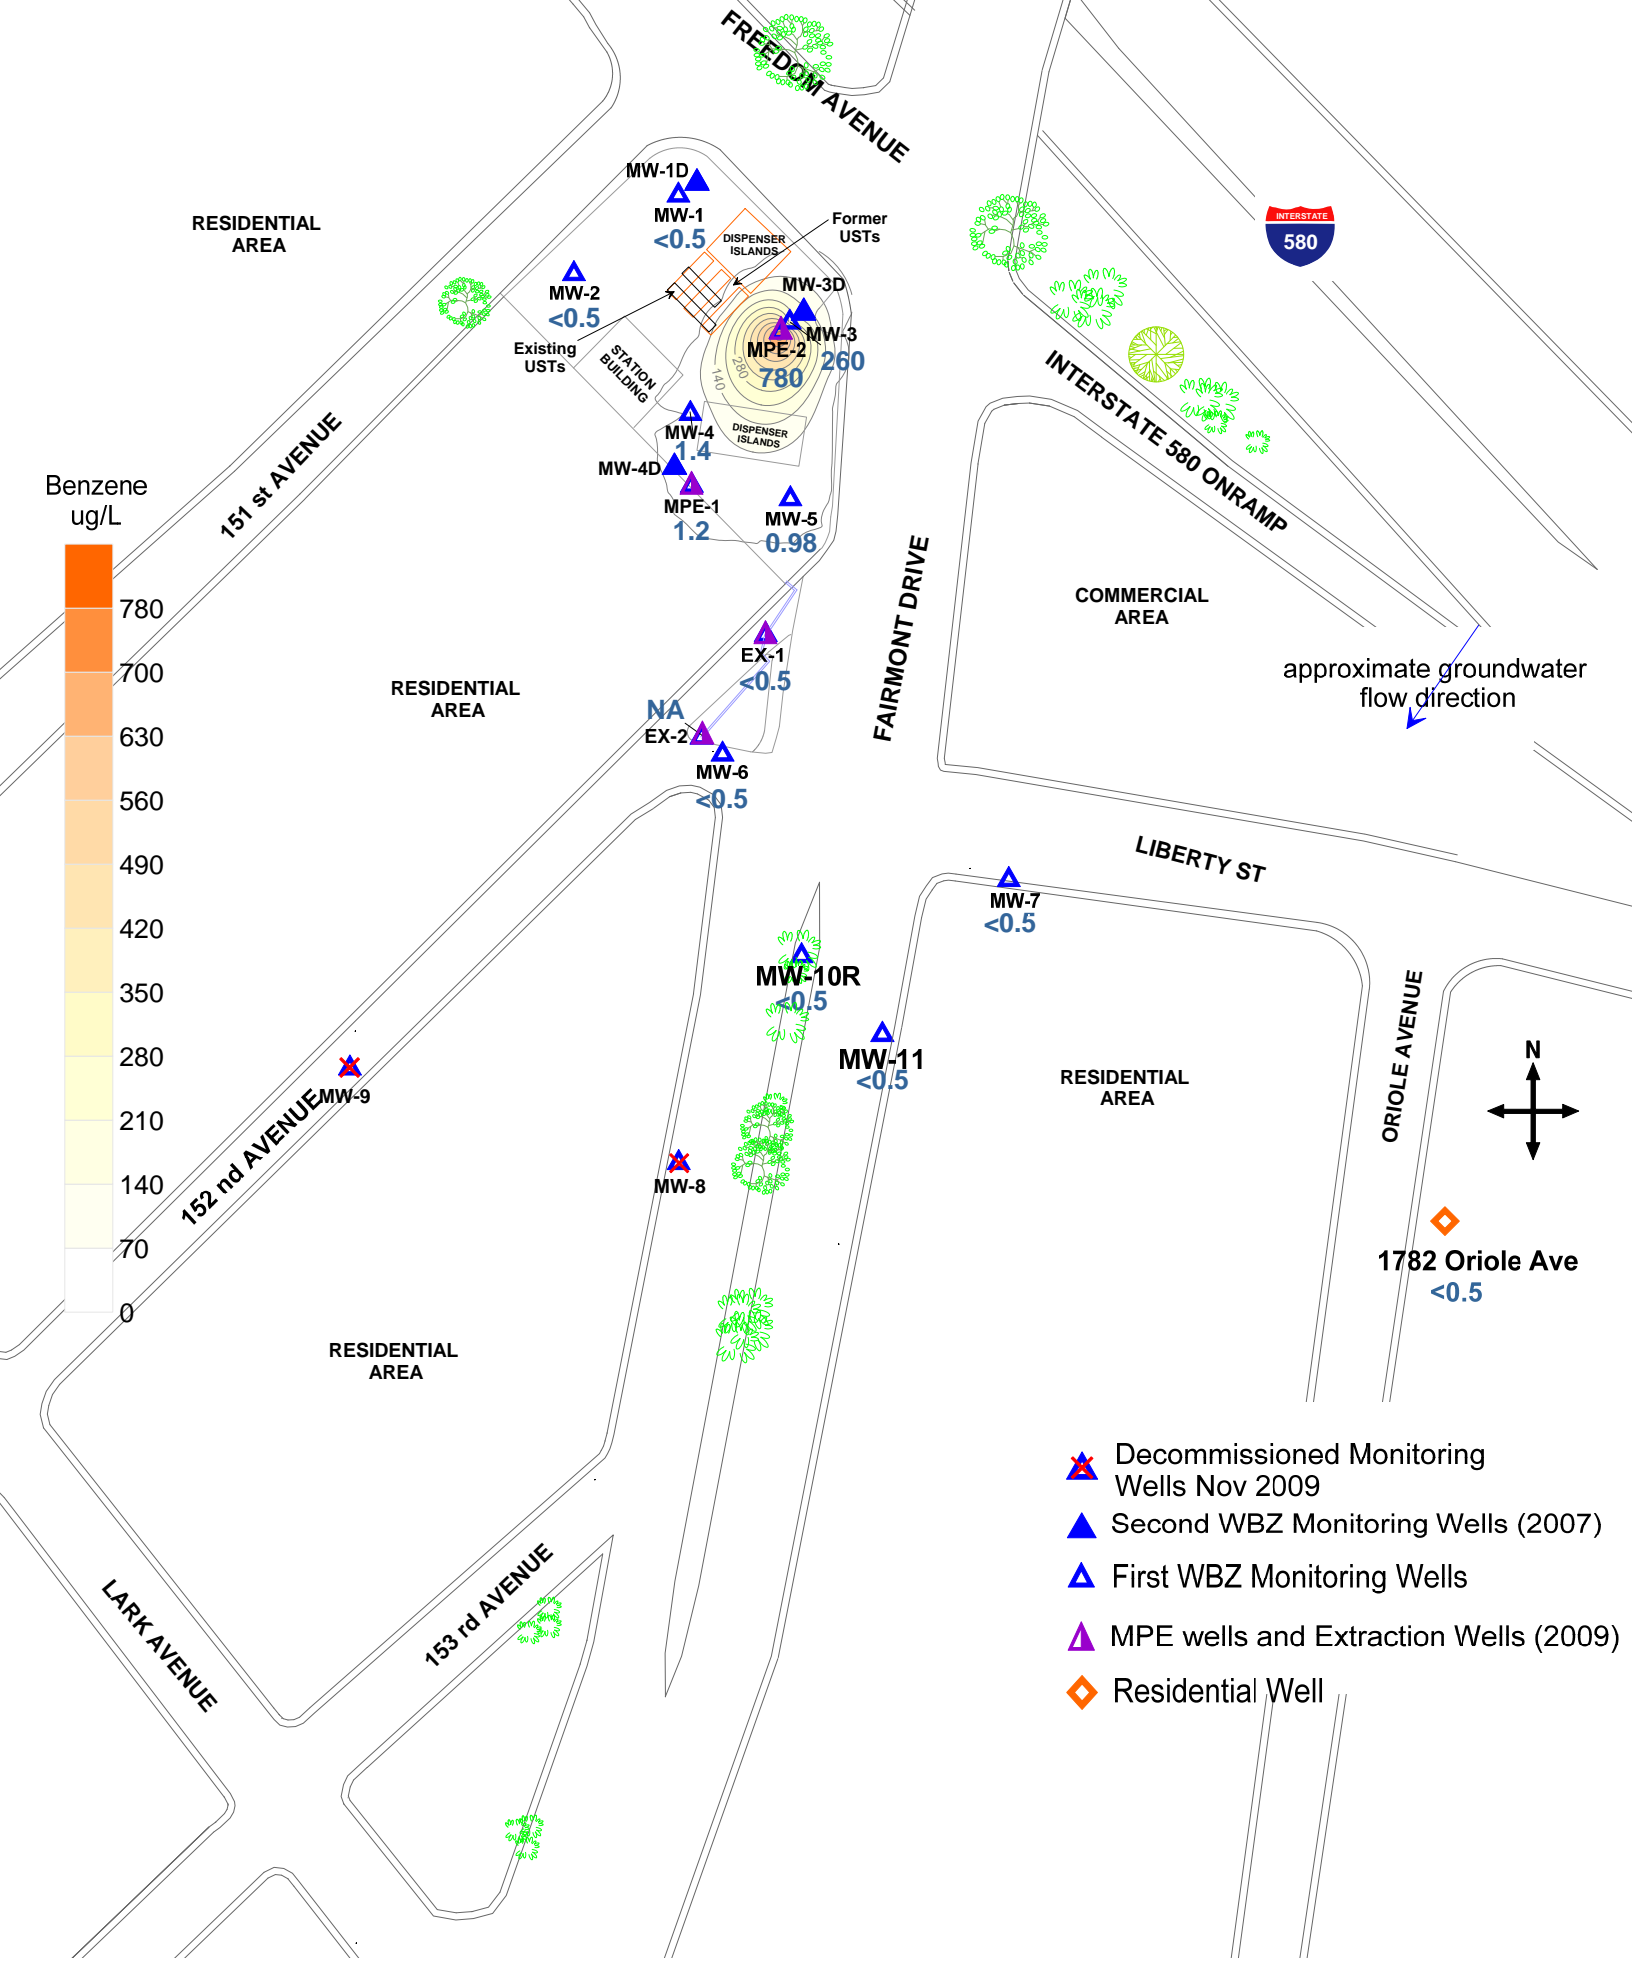 FREEDOM AVENUE
MW-1D
MW-1
<0.5
RESIDENTIAL
AREA
DISPENSER
ISLANDS
Former
USTs
INTERSTATE
580
MW-2
<0.5
MW-3D
MW-3
260
MPE-2
780
Existing
USTs
STATION
BUILDING
140
280
DISPENSER
ISLANDS
MW-4
1.4
MW-4D
MPE-1
1.2
MW-5
0.98
151 st AVENUE
INTERSTATE 580 ONRAMP
Benzene
ug/L
780
700
630
560
490
420
350
280
210
140
70
0
FAIRMONT DRIVE
COMMERCIAL
AREA
approximate groundwater
flow direction
EX-1
<0.5
RESIDENTIAL
AREA
NA
EX-2
MW-6
<0.5
LIBERTY ST
MW-7
<0.5
MW-10R
<0.5
MW-11
<0.5
ORIOLE AVENUE
N
RESIDENTIAL
AREA
MW-9
152 nd AVENUE
MW-8
1782 Oriole Ave
<0.5
RESIDENTIAL
AREA
Decommissioned Monitoring
Wells Nov 2009
Second WBZ Monitoring Wells (2007)
First WBZ Monitoring Wells
MPE wells and Extraction Wells (2009)
Residential Well
LARK AVENUE
153 rd AVENUE